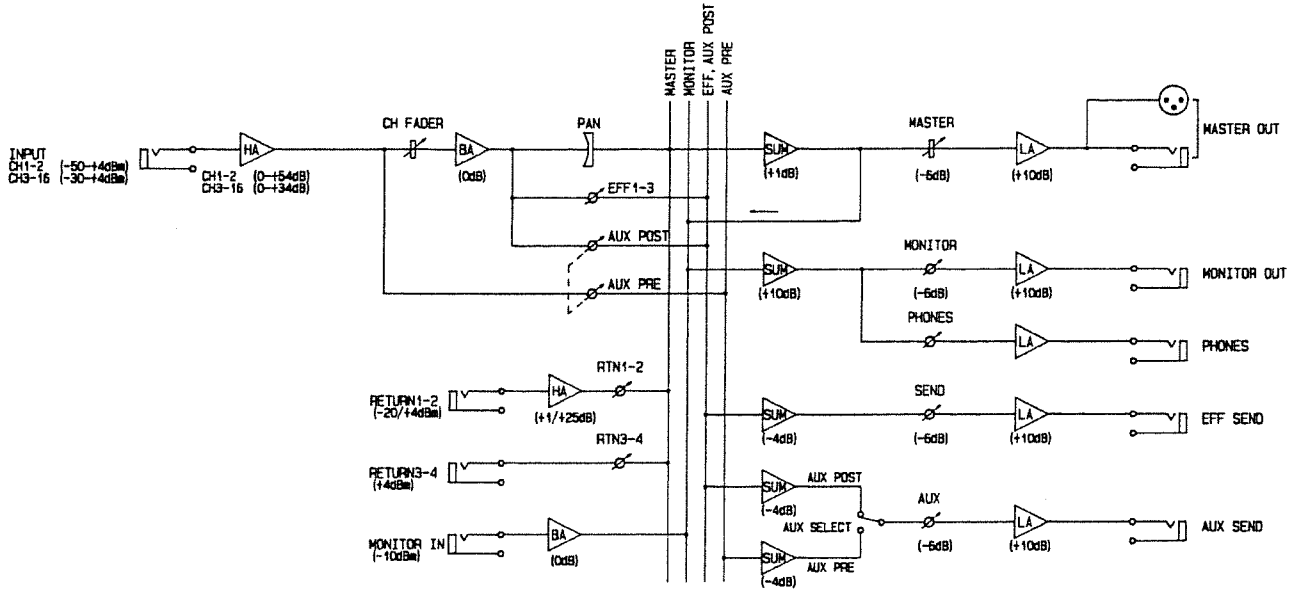 MASTER
MONITOR
EFF, AUX POST
AUX PRE
INPUT
CH1-2 (-50-+4dBm)
CH3-16 (-30-+4dBm)
HA
CH1-2 (0-+54dB)
CH3-16 (0-+34dB)
CH FADER
BA
(0dB)
PAN
EFF1-3
AUX POST
AUX PRE
SUM
(+1dB)
MASTER
(-6dB)
LA
(+10dB)
MASTER OUT
SUM
(+10dB)
MONITOR
(-6dB)
LA
(+10dB)
MONITOR OUT
PHONES
LA
PHONES
RETURN1-2
(-20/+4dBm)
HA
(+1/+25dB)
RTN1-2
SUM
(-4dB)
SEND
(-6dB)
LA
(+10dB)
EFF SEND
RETURN3-4
(+4dBm)
RTN3-4
SUM
(-4dB)
AUX POST
AUX SELECT
AUX
(-6dB)
LA
(+10dB)
AUX SEND
MONITOR IN
(-10dBm)
BA
(0dB)
SUM
(-4dB)
AUX PRE